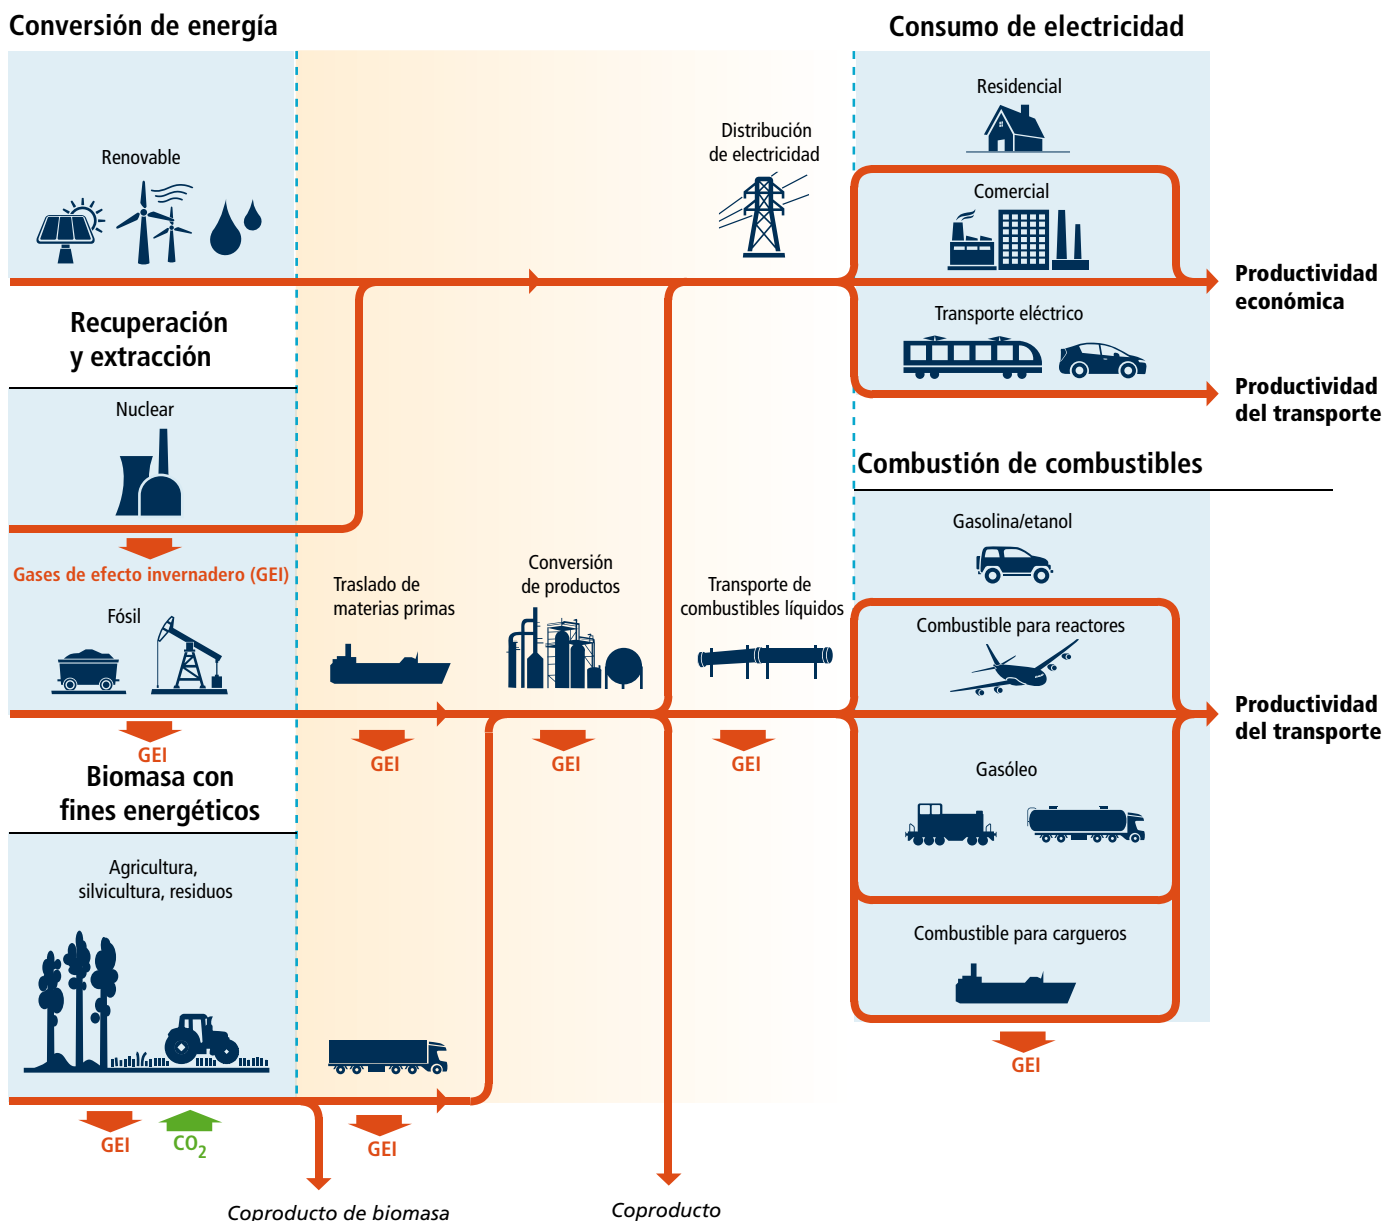 Conversión de energía
Consumo de electricidad
Residencial
Distribución
de electricidad
Renovable
Comercial
Productividad
económica
Recuperación
y extracción
Transporte eléctrico
Productividad
del transporte
Nuclear
Combustión de combustibles
Gasolina/etanol
Gases de efecto invernadero (GEI)
Fósil
Traslado de
materias primas
Conversión
de productos
Transporte de
combustibles líquidos
Combustible para reactores
Productividad
del transporte
GEI
GEI
GEI
GEI
Biomasa con
fines energéticos
Gasóleo
Agricultura,
silvicultura, residuos
Combustible para cargueros
GEI
GEI
CO2
GEI
Coproducto de biomasa
Coproducto